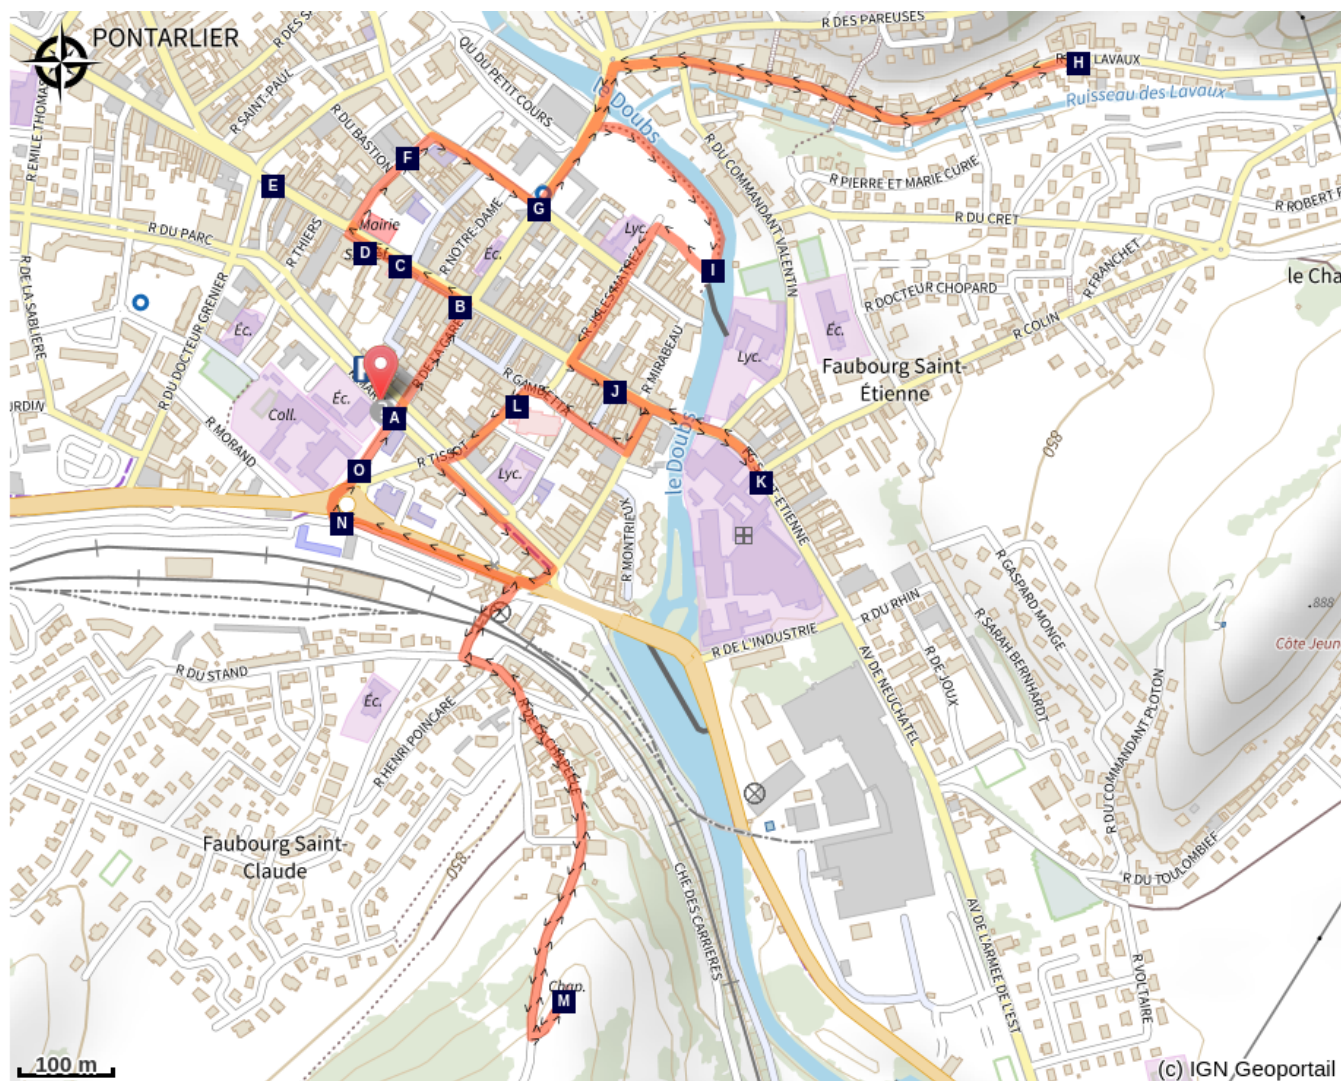 PONTARLIER
R DES PAREUSES
QU DU PETIT COURS
R SAINT-PAUL
R DU BASTION
R EMILE THOMAS
le Doubs
H
LAVAUX
Ruisseau des Lavaux
F
E
G
R DU COMMANDANT VALENTIN
R PIERRE ET MARIE CURIE
R DU CRET
R DU PARC
R THIERS
Mairie
D
C
R NOTRE-DAME
Éc.
Lyc.
I
R FRANCHET
le Cha
R DE LA SABLIERE
R DU DOCTEUR GRENIER
Éc.
B
R DE LA GARE
R JULES MATHEZ
R MIRABEAU
Lyc.
Éc.
R DOCTEUR CHOPARD
R COLIN
Faubourg Saint-
Étienne
Éc.
Coll.
A
R GAMBETTA
L
J
R MORAND
O
R TISSOT
Lyc.
le Doubs
K
850
N
R MONTRIEUX
R DU RHIN
R GASPARD MONGE
R SARAH BERNHARDT
888
Côte Jeun
R DE L'INDUSTRIE
R DE JOUX
AV DE NEUCHATEL
R DU STAND
Éc.
R HENRI POINCARE
R DE LA CHAPELLE
R DU COMMANDANT PLOTON
Faubourg Saint-
Claude
850
CHE DES CARRIERES
R DU TOULOMBIEF
AV DE L'ARMEE DE L'EST
R VOLTAIRE
Chap.
M
100 m
(c) IGN Geoportail